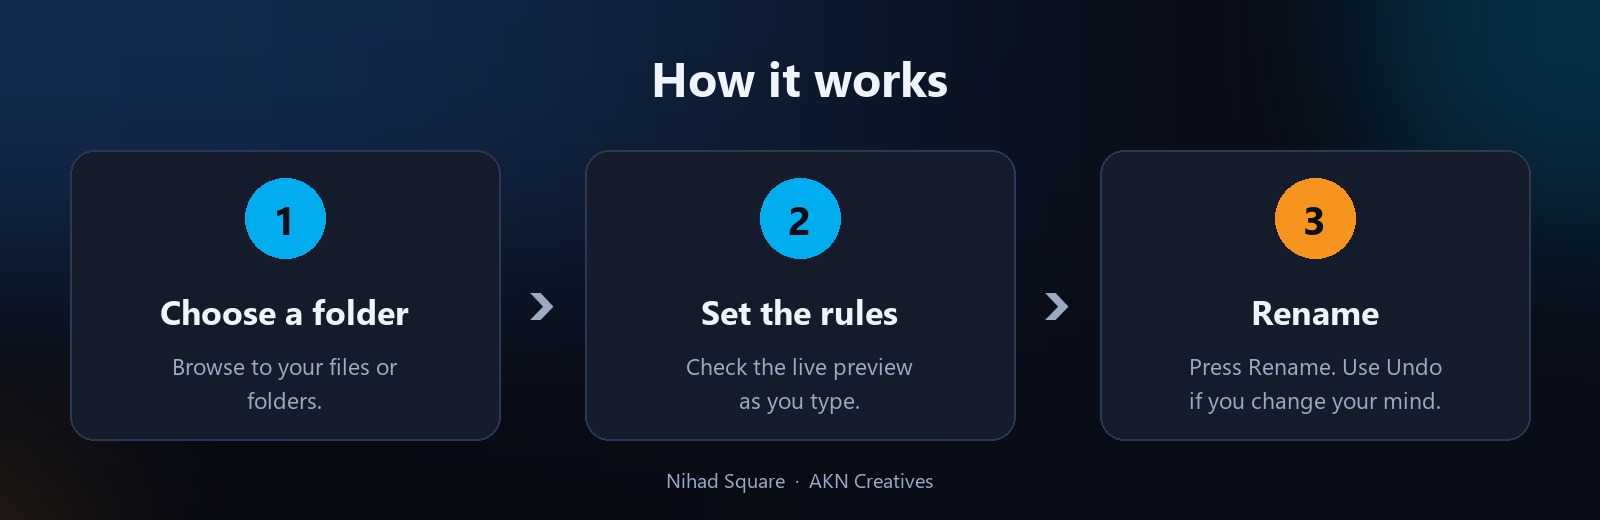 How it works
1
Choose a folder
Browse to your files or
folders.
2
Set the rules
Check the live preview
as you type.
3
Rename
Press Rename. Use Undo
if you change your mind.
Nihad Square · AKN Creatives